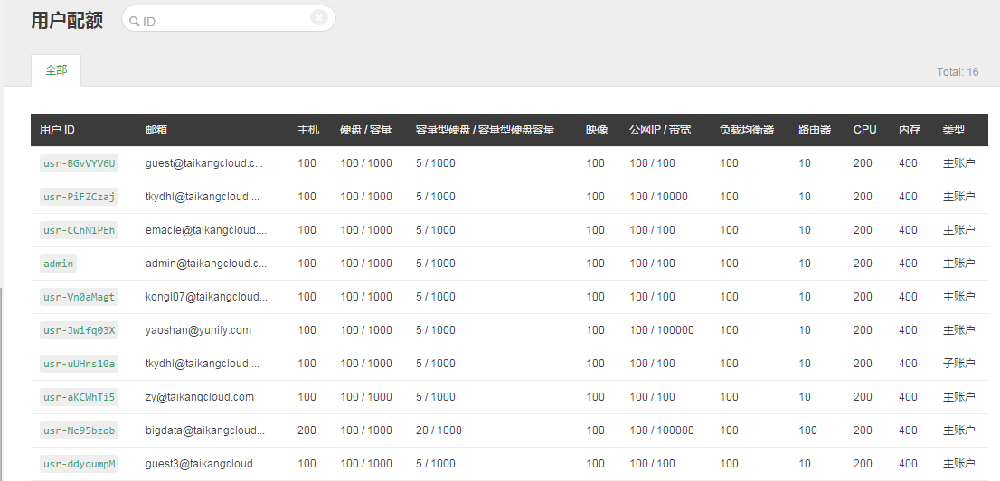 用户配额 ID
全部 Total: 16
用户 ID 邮箱 主机 硬盘 / 容量 容量型硬盘 / 容量型硬盘容量 映像 公网IP / 带宽 负载均衡器 路由器 CPU 内存 类型
usr-BGvVYV6U guest@taikangcloud.c... 100 100 / 1000 5 / 1000 100 100 / 100 100 10 200 400 主账户
usr-PiFZCzaj tkydhl@taikangcloud.... 100 100 / 1000 5 / 1000 100 100 / 10000 100 10 200 400 主账户
usr-CChN1PEh emacle@taikangcloud.... 100 100 / 1000 5 / 1000 100 100 / 100 100 10 200 400 主账户
admin admin@taikangcloud.c... 100 100 / 1000 5 / 1000 100 100 / 100 100 10 200 400 主账户
usr-Vn0aMagt kongl07@taikangcloud... 100 100 / 1000 5 / 1000 100 100 / 100 100 10 200 400 主账户
usr-Jwifq03X yaoshan@yunify.com 100 100 / 1000 5 / 1000 100 100 / 100000 100 10 200 400 主账户
usr-uUHns10a tkydhl@taikangcloud.... 100 100 / 1000 5 / 1000 100 100 / 100 100 10 200 400 子账户
usr-aKCWhTi5 zy@taikangcloud.com 100 100 / 1000 5 / 1000 100 100 / 100 100 10 200 400 主账户
usr-Nc95bzqb bigdata@taikangcloud... 200 100 / 1000 20 / 1000 100 100 / 100000 100 100 200 400 主账户
usr-ddyqumpM guest3@taikangcloud.... 100 100 / 1000 5 / 1000 100 100 / 100 100 10 200 400 主账户